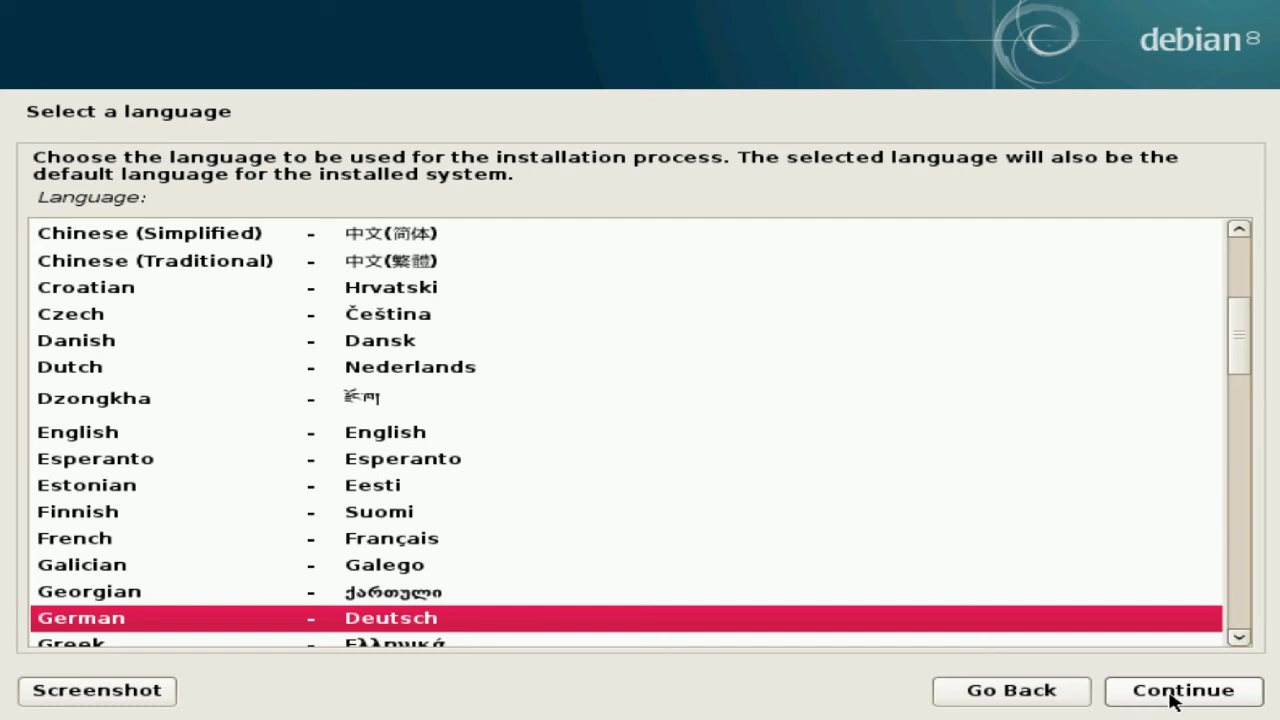 debian 8
Select a language
Choose the language to be used for the installation process. The selected language will also be the
default language for the installed system.
Language:
Chinese (Simplified) - 中文(简体)
Chinese (Traditional) - 中文(繁體)
Croatian - Hrvatski
Czech - Čeština
Danish - Dansk
Dutch - Nederlands
Dzongkha - རྫོང་ཁ།
English - English
Esperanto - Esperanto
Estonian - Eesti
Finnish - Suomi
French - Français
Galician - Galego
Georgian - ქართული
German - Deutsch
Greek - Ελληνικά
Screenshot
Go Back
Continue